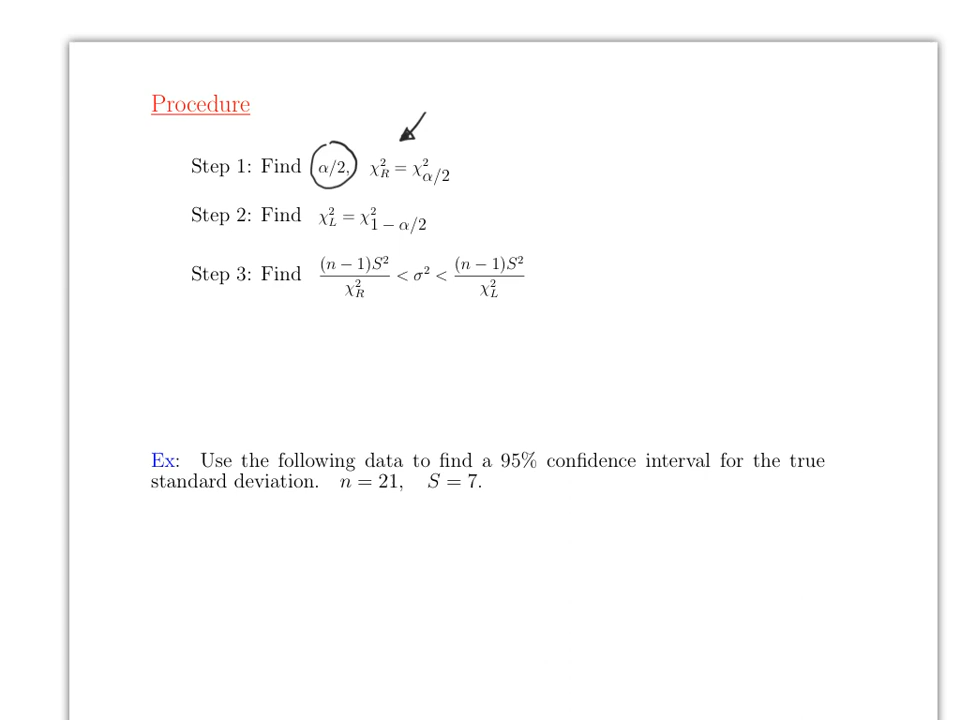 Procedure
Step 1: Find α/2, χ²_R = χ²_{α/2}
Step 2: Find χ²_L = χ²_{1 − α/2}
Step 3: Find (n − 1)S²/χ²_R < σ² < (n − 1)S²/χ²_L
Ex: Use the following data to find a 95% confidence interval for the true
standard deviation. n = 21, S = 7.